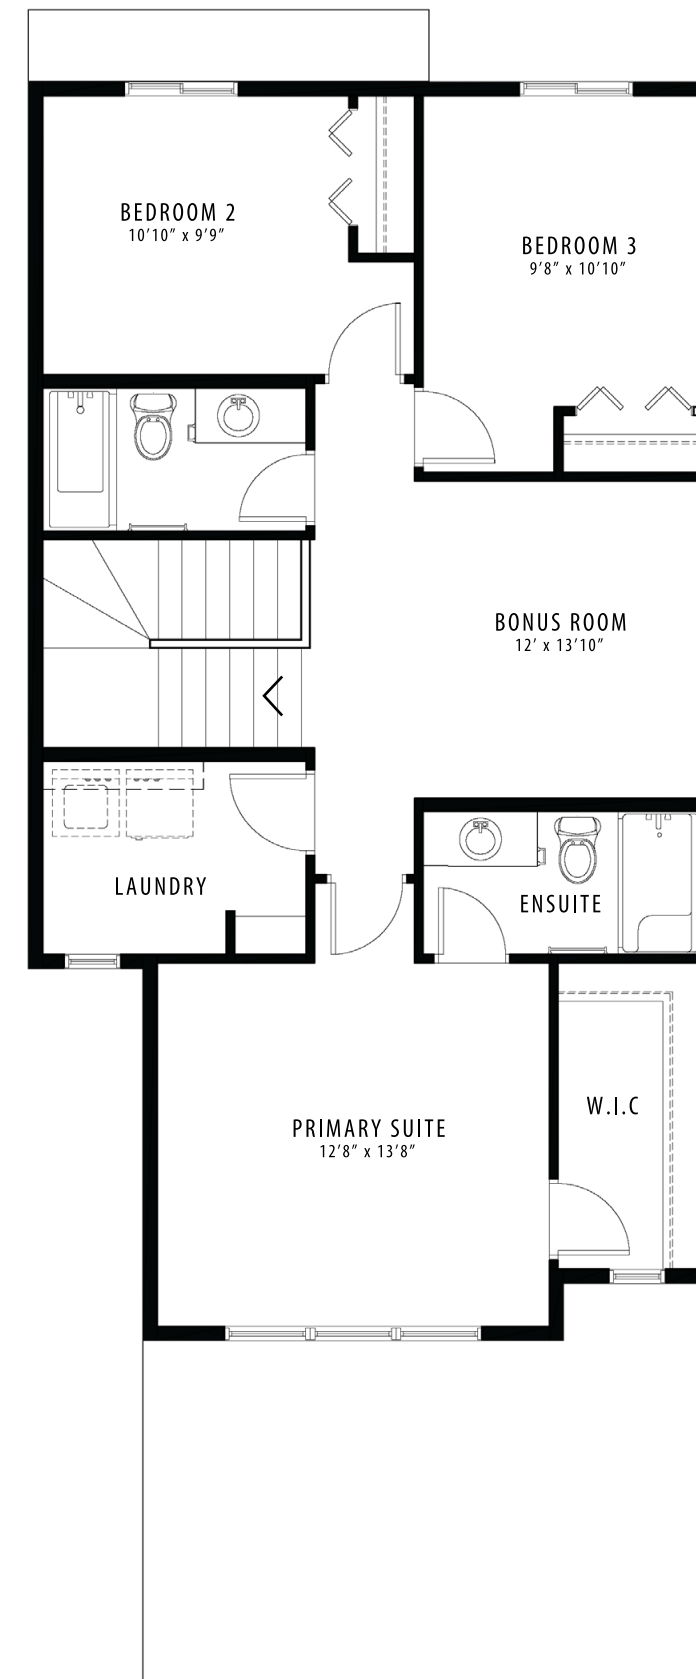 BEDROOM 2
10’10” x 9’9”
BEDROOM 3
9’8” x 10’10”
BONUS ROOM
12’ x 13’10”
LAUNDRY
ENSUITE
W.I.C
PRIMARY SUITE
12’8” x 13’8”